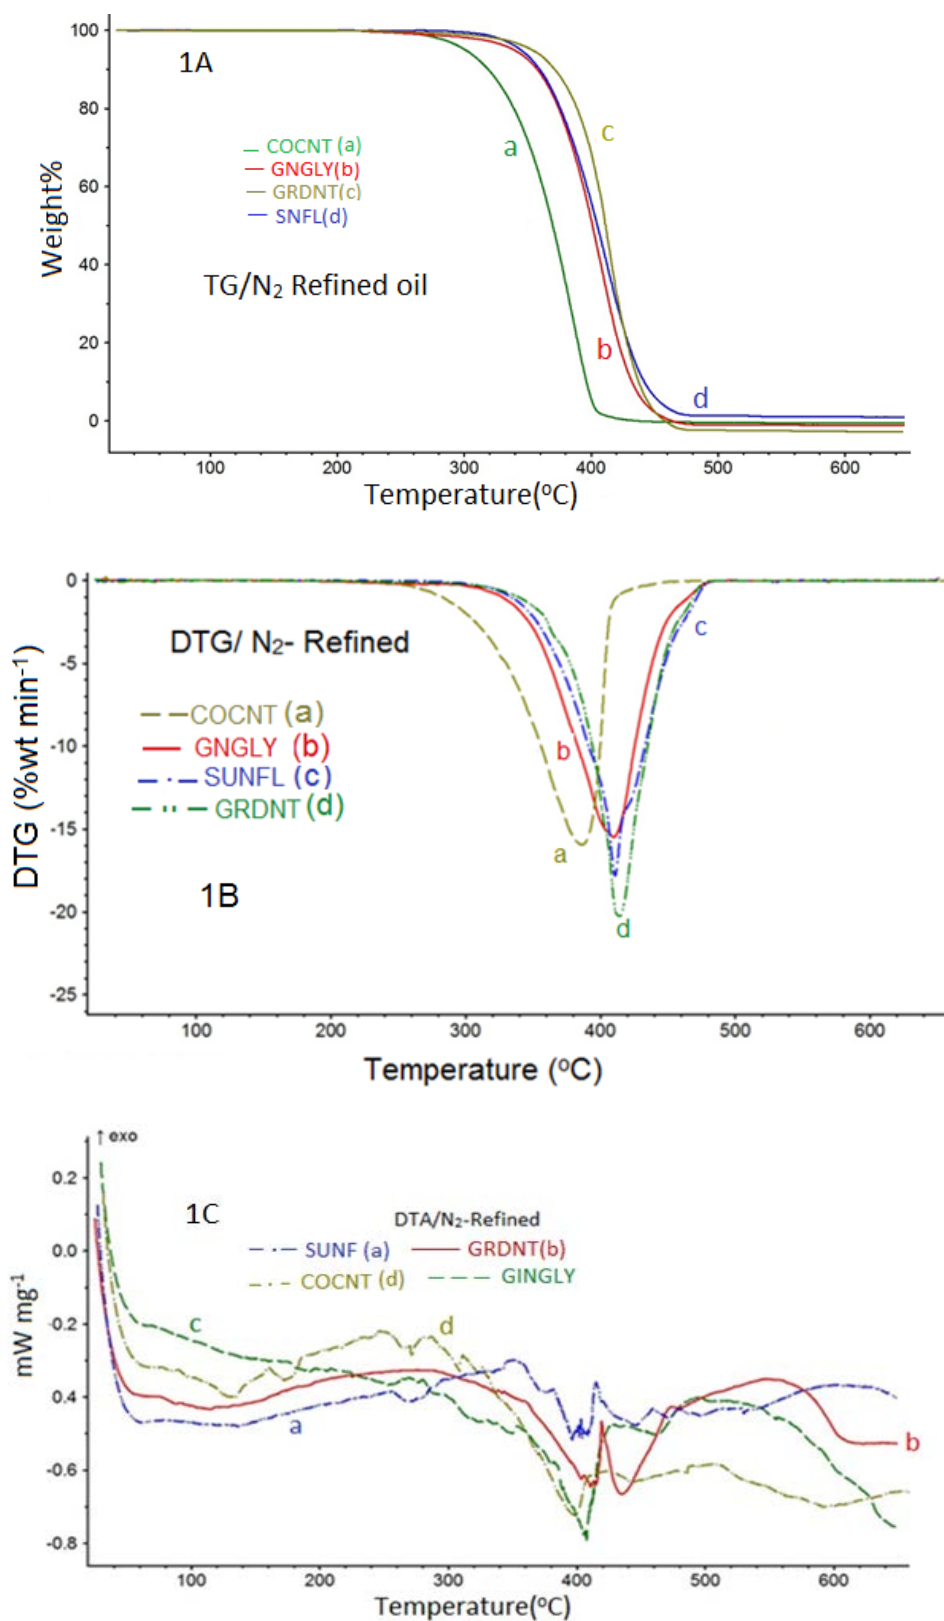 100
1A
80
c
a
COCNT (a)
GNGLY(b)
GRDNT(c)
SNFL(d)
60
Weight%
40
TG/N₂ Refined oil
20
b
d
0
100 200 300 400 500 600
Temperature(°C)
0
c
DTG/ N₂- Refined
-5
COCNT (a)
GNGLY (b)
SUNFL (c)
GRDNT (d)
b
-10
DTG (%wt min⁻¹)
-15
a
1B
d
-20
-25
100 200 300 400 500 600
Temperature (°C)
↑ exo
0.2
1C
DTA/N₂-Refined
SUNF (a)
GRDNT(b)
COCNT (d)
GINGLY
0.0
-0.2
c
d
mW mg⁻¹
0.4
a
-0.5
b
-0.6
-0.8
100 200 300 400 500 600
Temperature(°C)